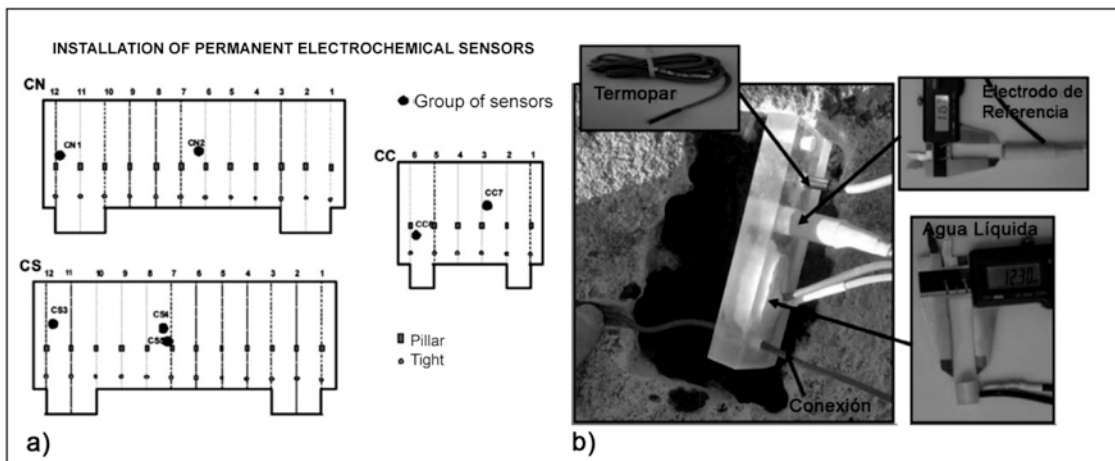 INSTALLATION OF PERMANENT ELECTROCHEMICAL SENSORS
CN
12 11 10 9 8 7 6 5 4 3 2 1
CN1
CN2
Group of sensors
CC
6 5 4 3 2 1
CC7
CS
12 11 10 9 8 7 6 5 4 3 2 1
CS3
CS4
Pillar
Tight
a)
Termopar
Electrodo de
Referencia
Agua Líquida
1230
Conexión
b)